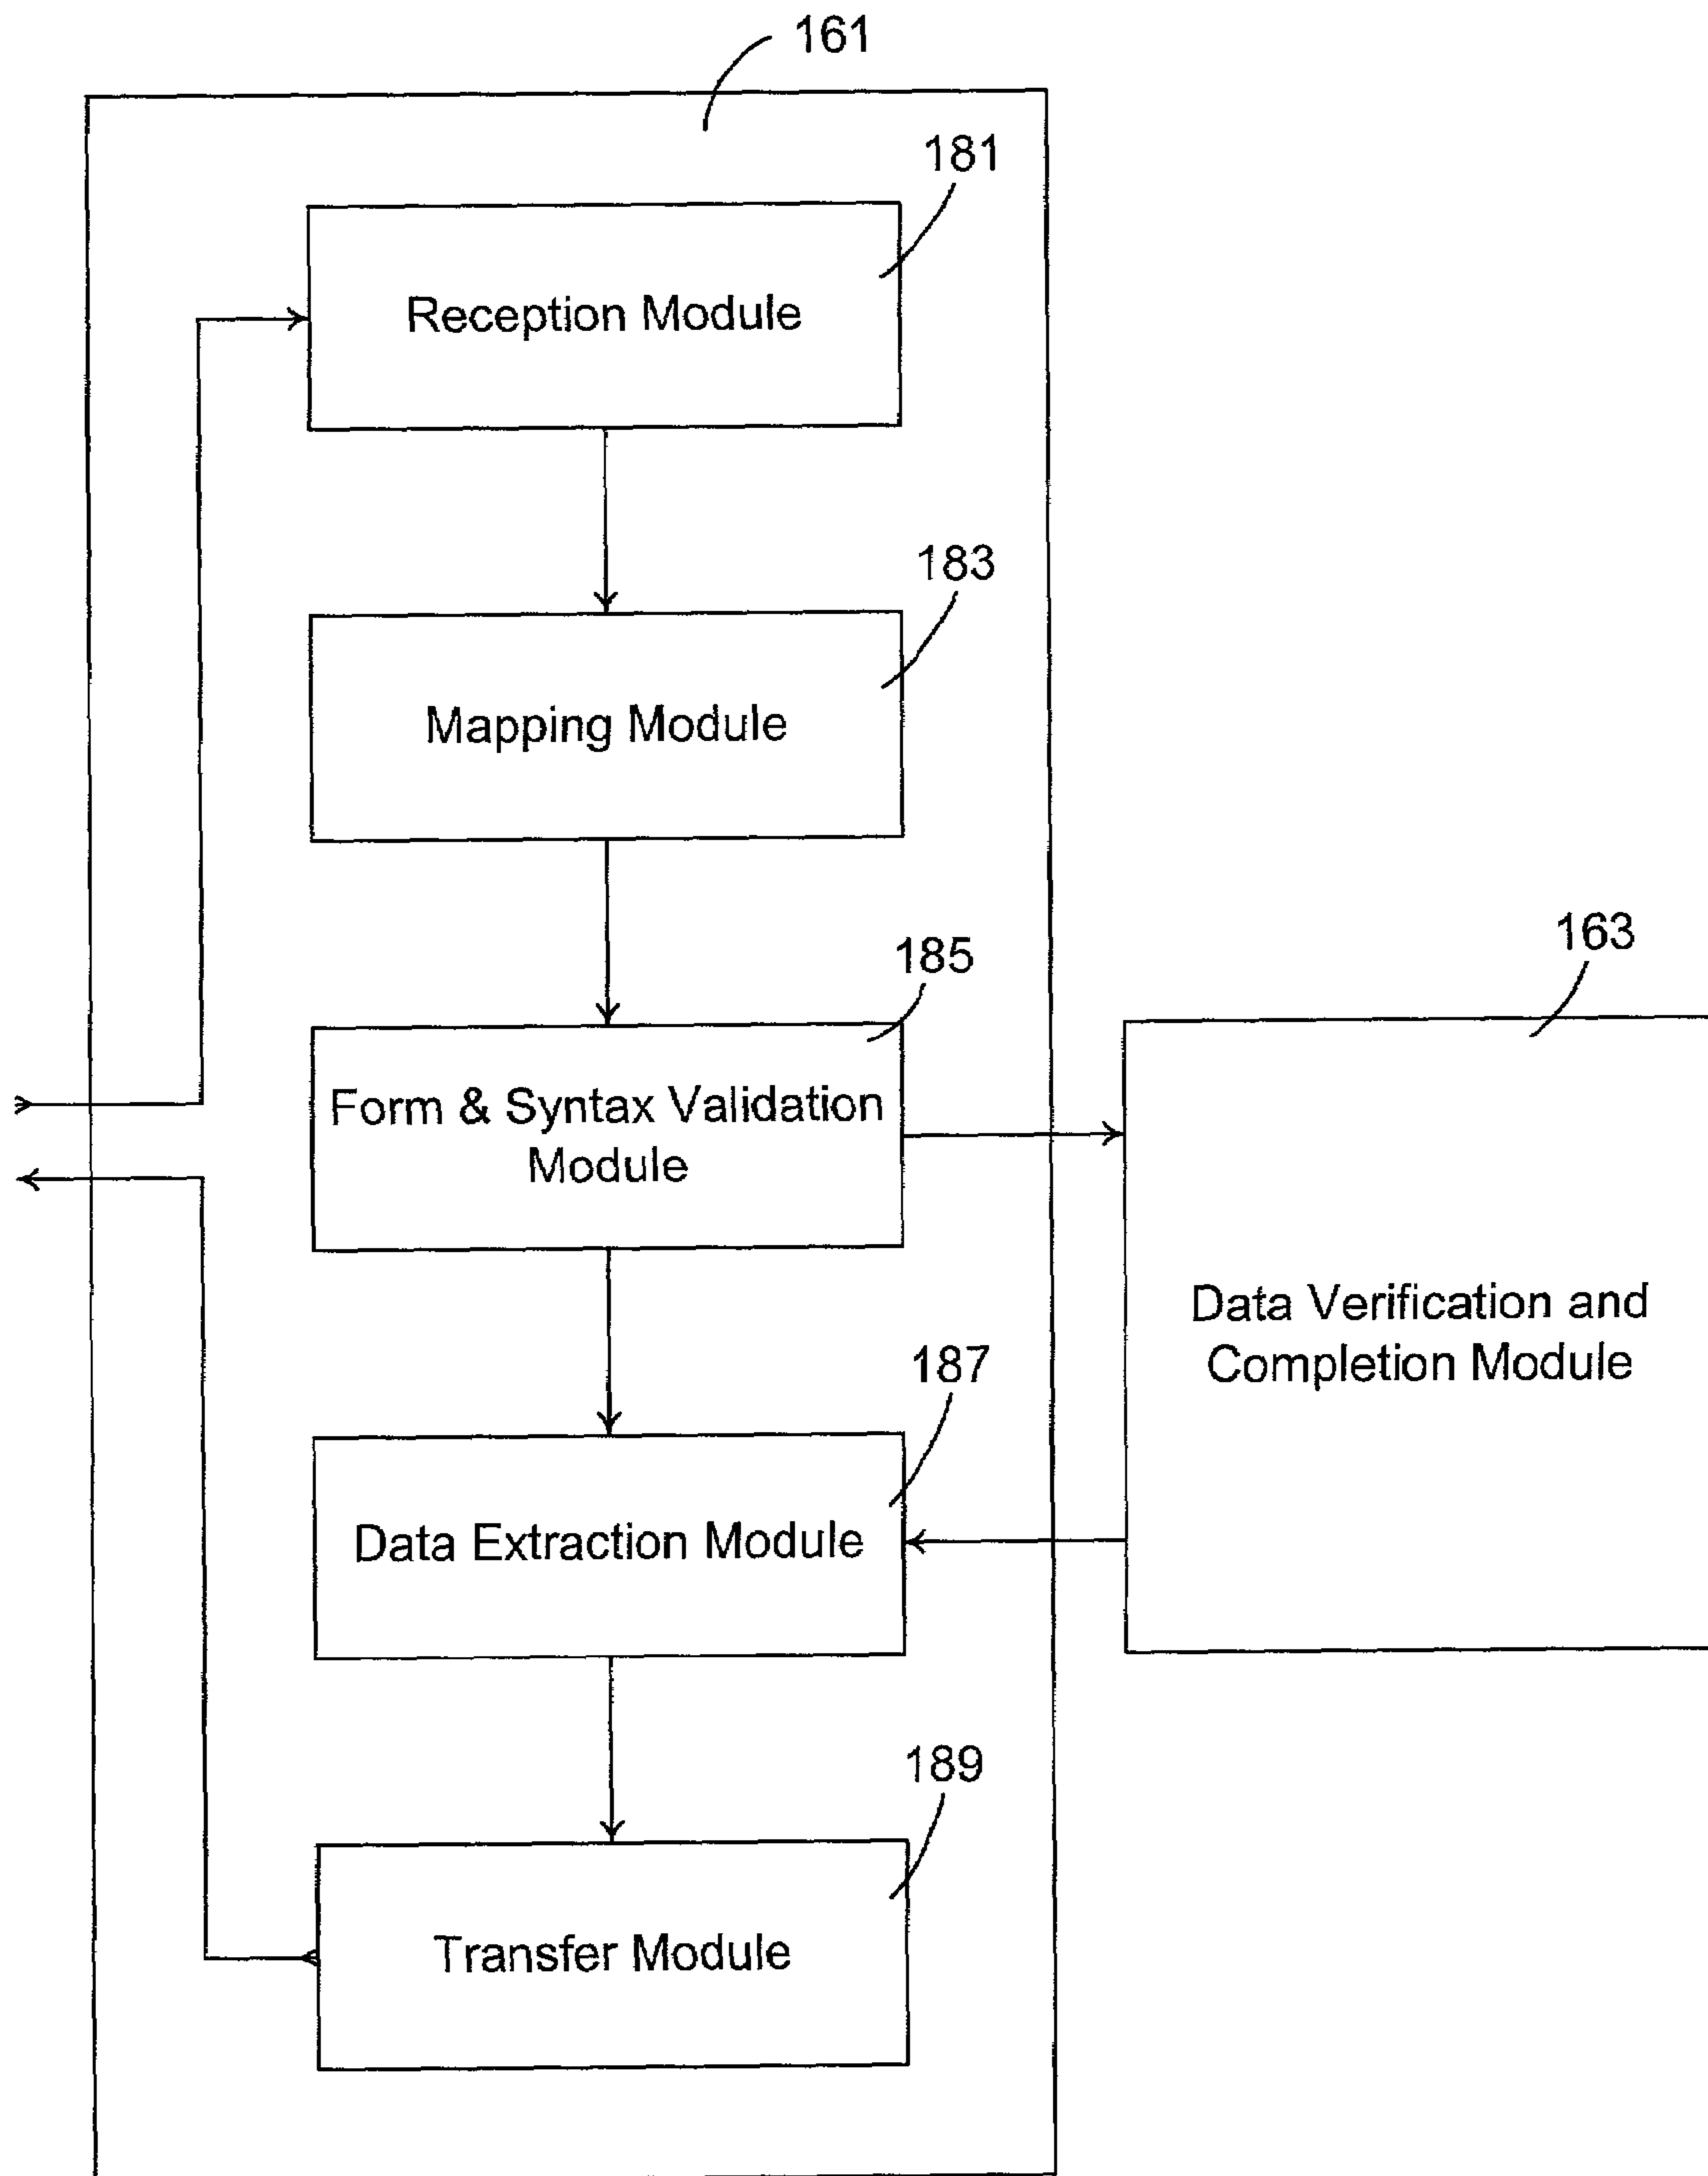 161
181
Reception Module
183
Mapping Module
185
163
Form & Syntax Validation
Module
Data Verification and
Completion Module
187
Data Extraction Module
189
Transfer Module